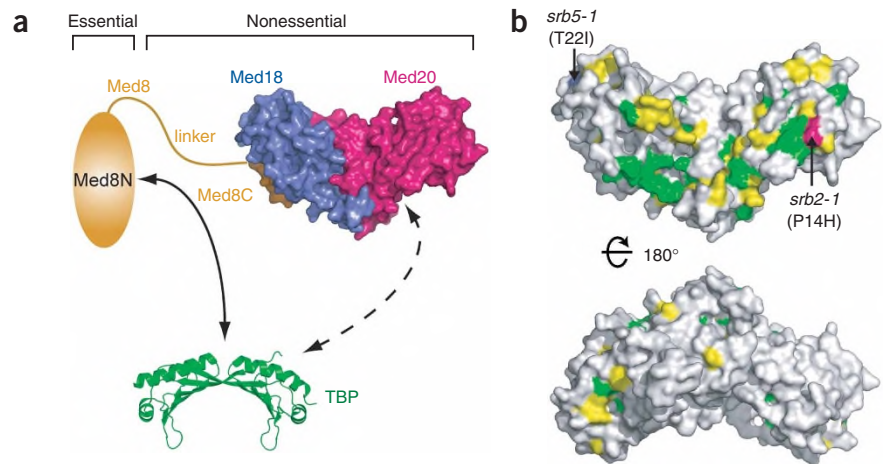 a
Essential
Nonessential
Med8
Med18
Med20
linker
Med8N
Med8C
TBP
b
srb5-1
(T22I)
srb2-1
(P14H)
180°